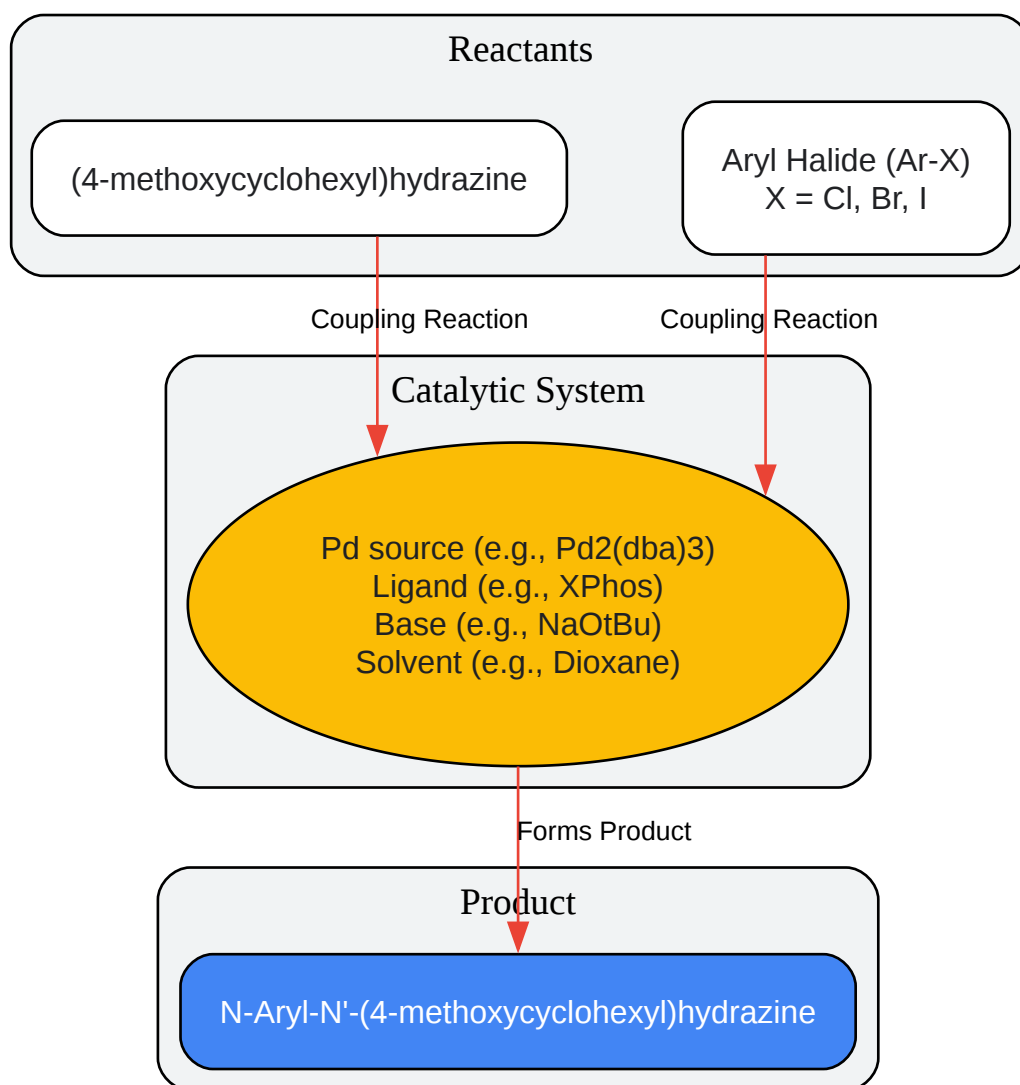 Reactants
(4-methoxycyclohexyl)hydrazine
Aryl Halide (Ar-X)
X = Cl, Br, I
Coupling Reaction
Coupling Reaction
Catalytic System
Pd source (e.g., Pd2(dba)3)
Ligand (e.g., XPhos)
Base (e.g., NaOtBu)
Solvent (e.g., Dioxane)
Forms Product
Product
N-Aryl-N'-(4-methoxycyclohexyl)hydrazine